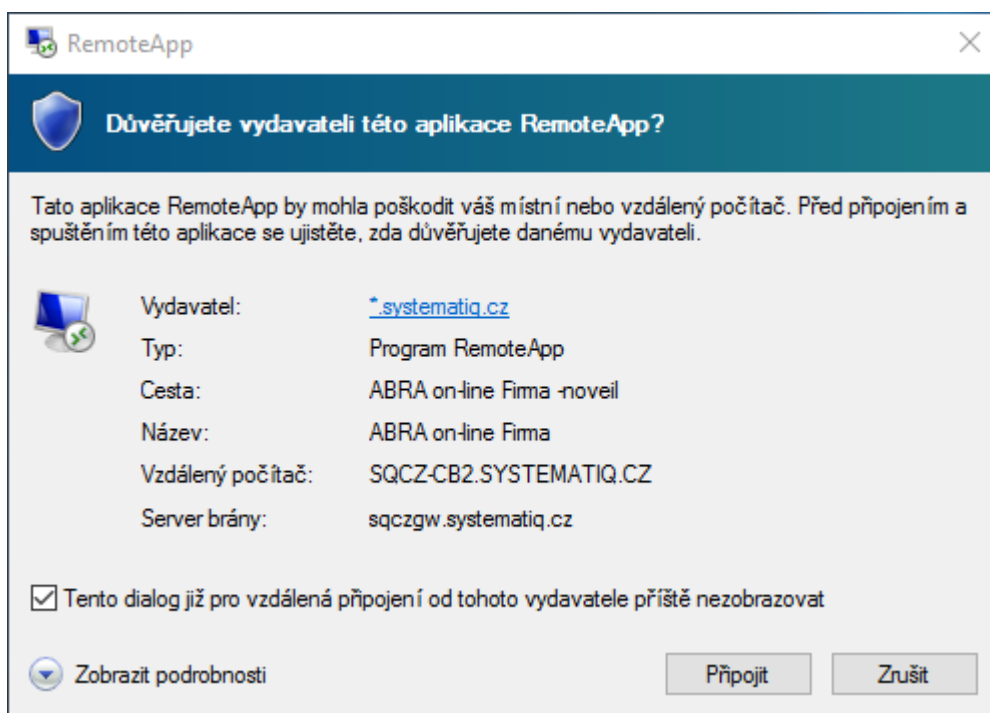 RemoteApp
Důvěřujete vydavateli této aplikace RemoteApp?
Tato aplikace RemoteApp by mohla poškodit váš místní nebo vzdálený počítač. Před připojením a
spuštěním této aplikace se ujistěte, zda důvěřujete danému vydavateli.
Vydavatel: *.systematiq.cz
Typ: Program RemoteApp
Cesta: ABRA on-line Firma -noveil
Název: ABRA on-line Firma
Vzdálený počítač: SQCZ-CB2.SYSTEMATIQ.CZ
Server brány: sqczgw.systematiq.cz
Tento dialog již pro vzdálená připojení od tohoto vydavatele příště nezobrazovat
Zobrazit podrobnosti Připojit Zrušit